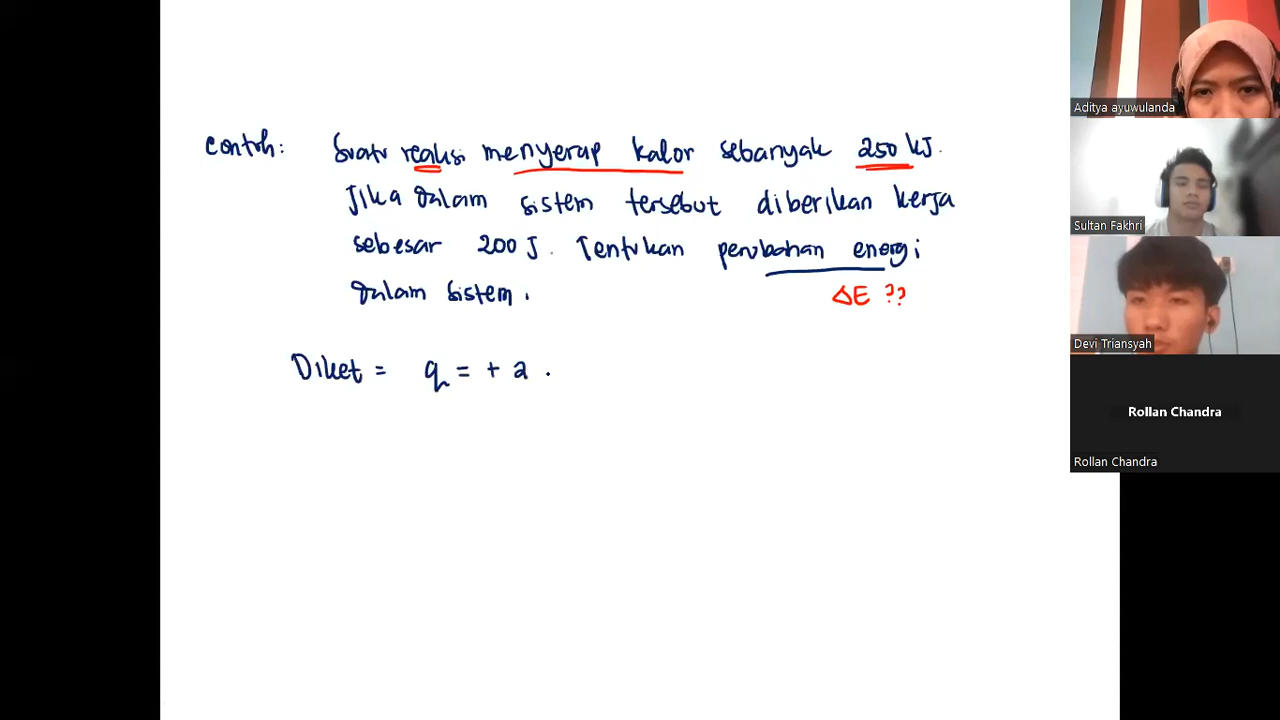 Contoh: Suatu reaksi menyerap kalor sebanyak 250 kJ.
Jika dalam sistem tersebut diberikan kerja
sebesar 200 J. Tentukan perubahan energi
dalam sistem.
ΔE ??
Diket = q = + 2
Aditya ayuwulanda
Sultan Fakhri
Devi Triansyah
Rollan Chandra
Rollan Chandra